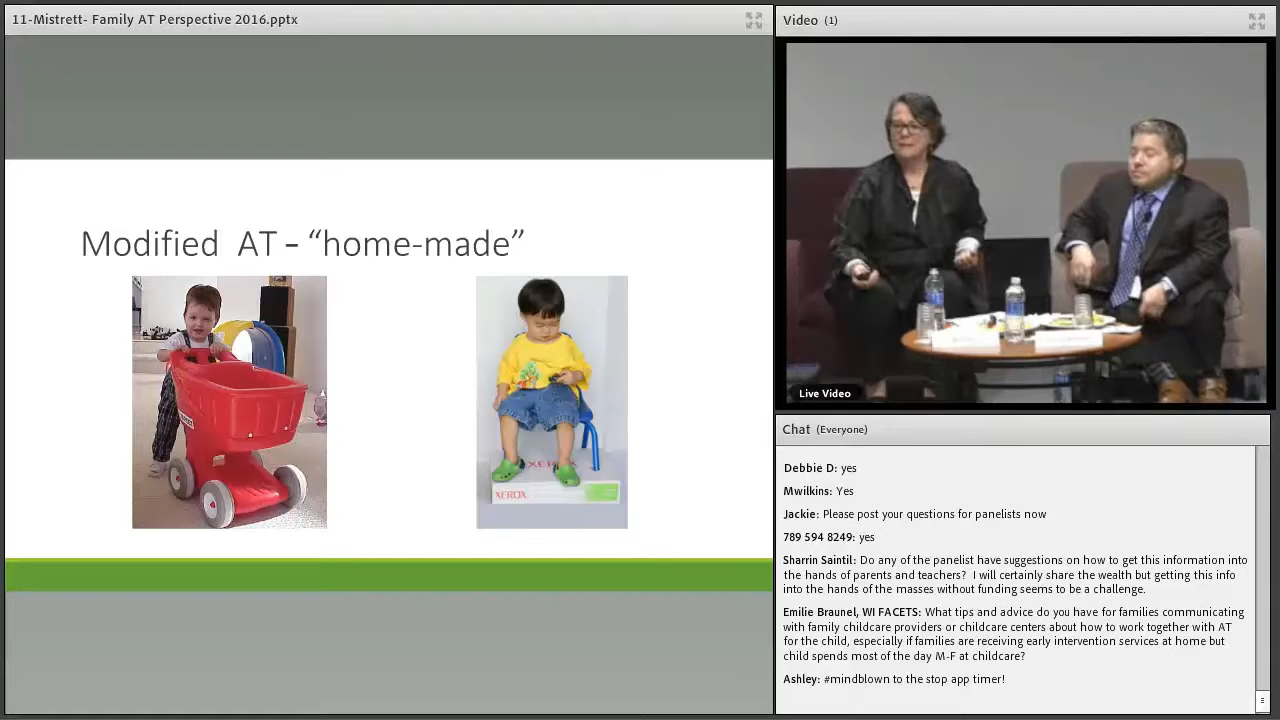 11-Mistrett- Family AT Perspective 2016.pptx
Modified AT – “home-made”
XEROX
XEROX
Video (1)
Live Video
Chat (Everyone)
Debbie D: yes
Mwilkins: Yes
Jackie: Please post your questions for panelists now
789 594 8249: yes
Sharrin Saintil: Do any of the panelist have suggestions on how to get this information into
the hands of parents and teachers? I will certainly share the wealth but getting this info
into the hands of the masses without funding seems to be a challenge.
Emilie Braunel, WI FACETS: What tips and advice do you have for families communicating
with family childcare providers or childcare centers about how to work together with AT
for the child, especially if families are receiving early intervention services at home but
child spends most of the day M-F at childcare?
Ashley: #mindblown to the stop app timer!